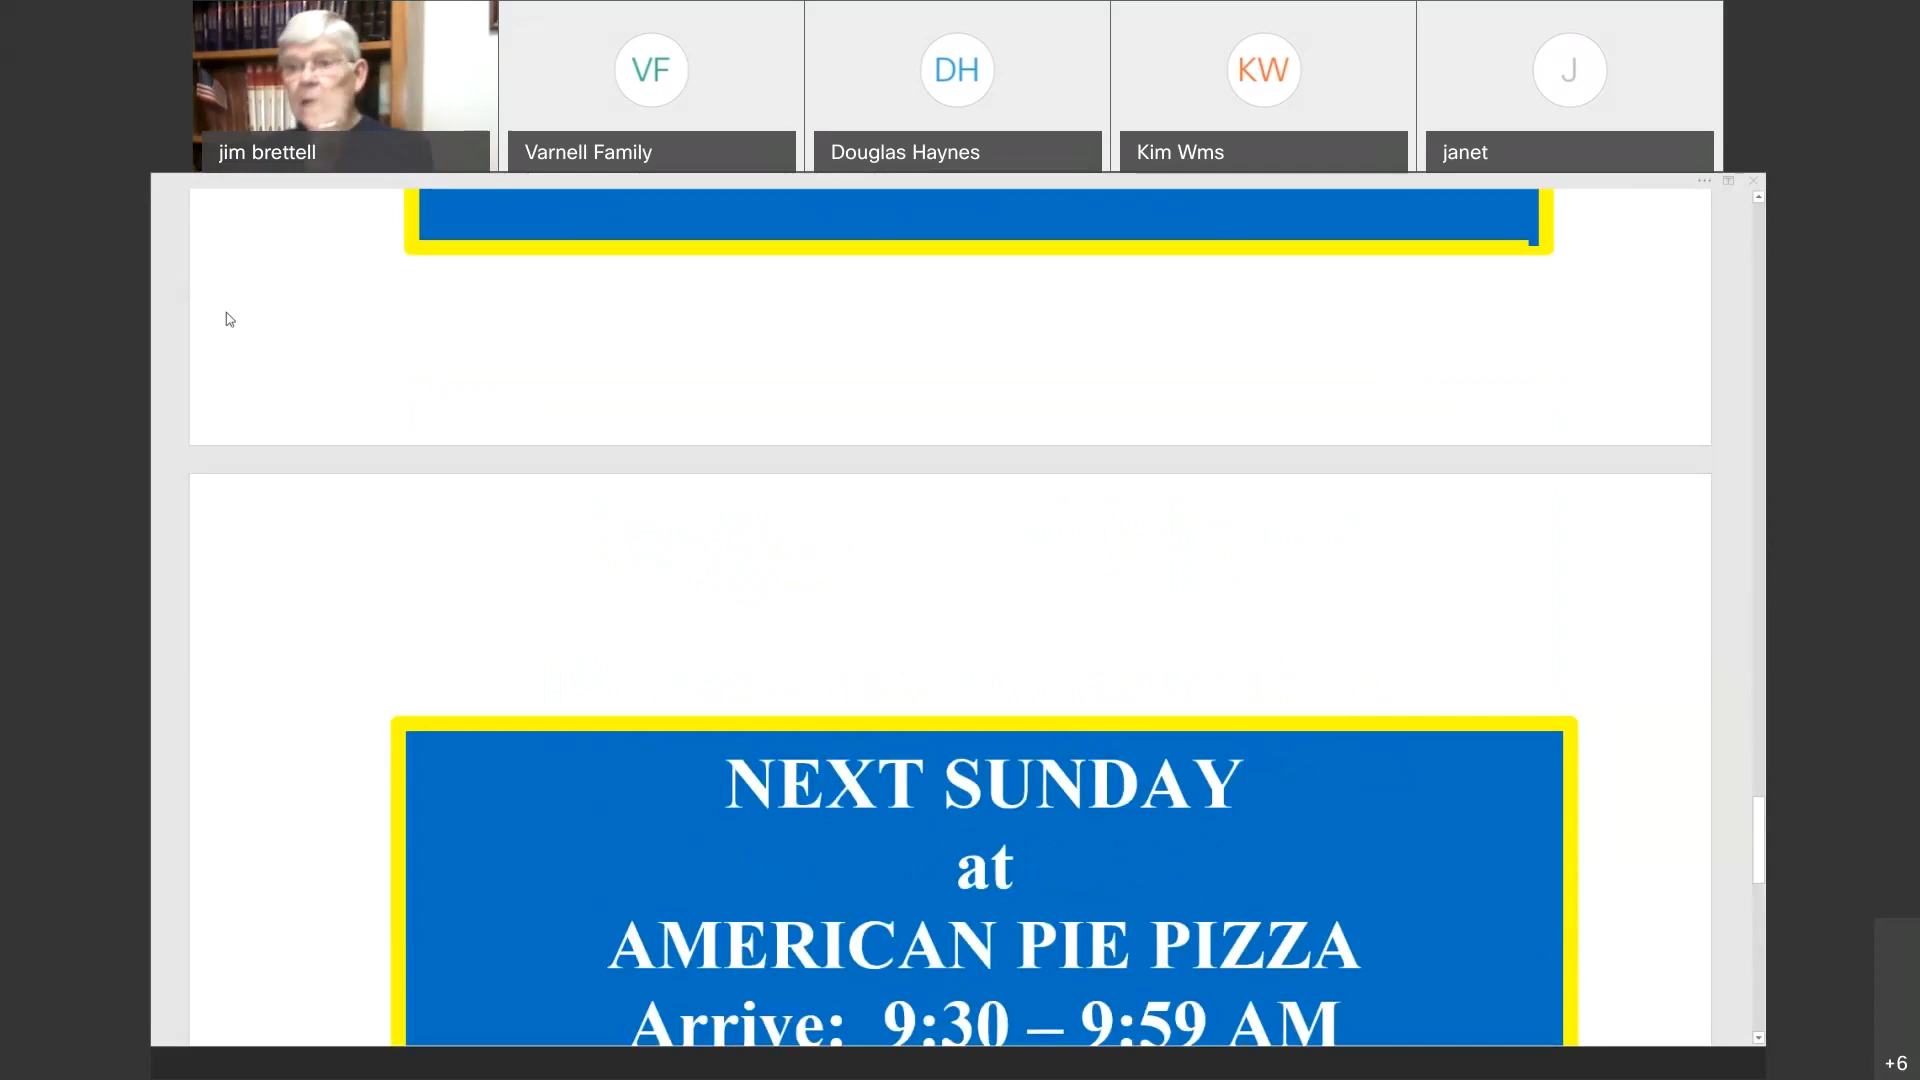 VF
DH
KW
J
jim brettell
Varnell Family
Douglas Haynes
Kim Wms
janet
NEXT SUNDAY
at
AMERICAN PIE PIZZA
Arrive: 9:30 – 9:59 AM
+6